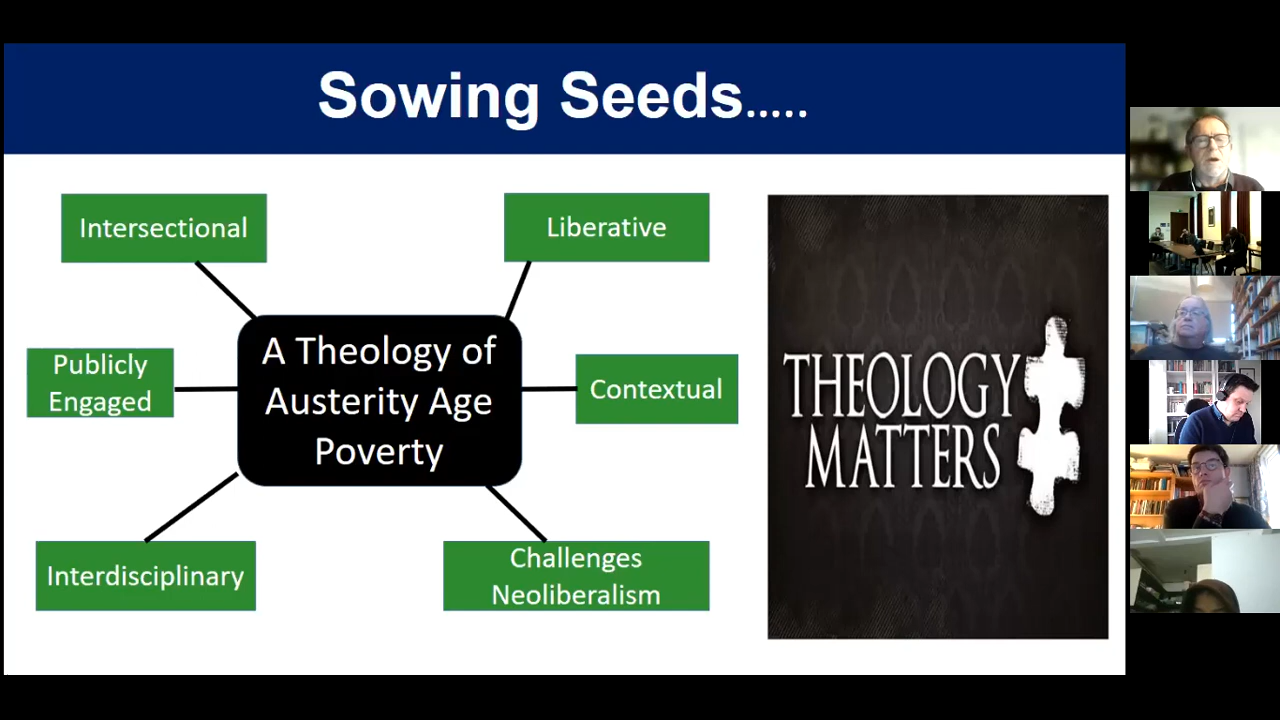 Sowing Seeds.....
Intersectional
Liberative
Publicly
Engaged
A Theology of
Austerity Age
Poverty
Contextual
Interdisciplinary
Challenges
Neoliberalism
THEOLOGY
MATTERS